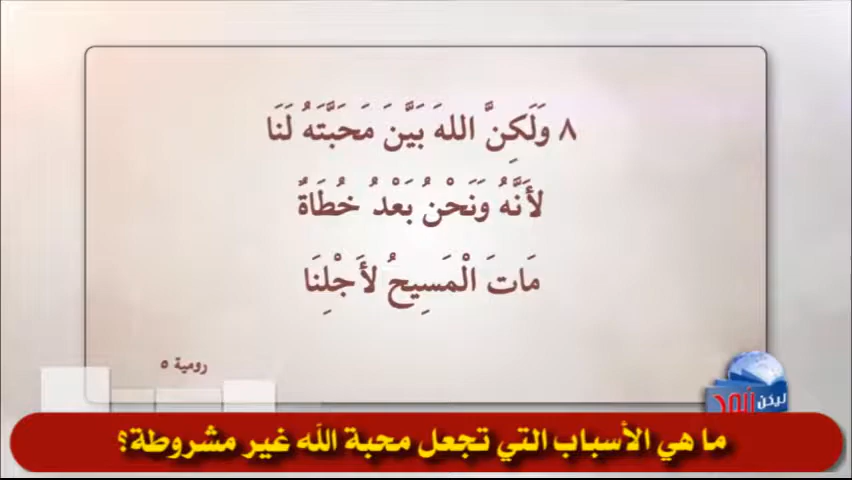 ٨ وَلَكِنَّ اللهَ بَيَّنَ مَحَبَّتَهُ لَنَا
لأَنَّهُ وَنَحْنُ بَعْدُ خُطَاةٌ
مَاتَ الْمَسِيحُ لأَجْلِنَا
رومية ٥
ليكن
ما هي الأسباب التي تجعل محبة الله غير مشروطة؟